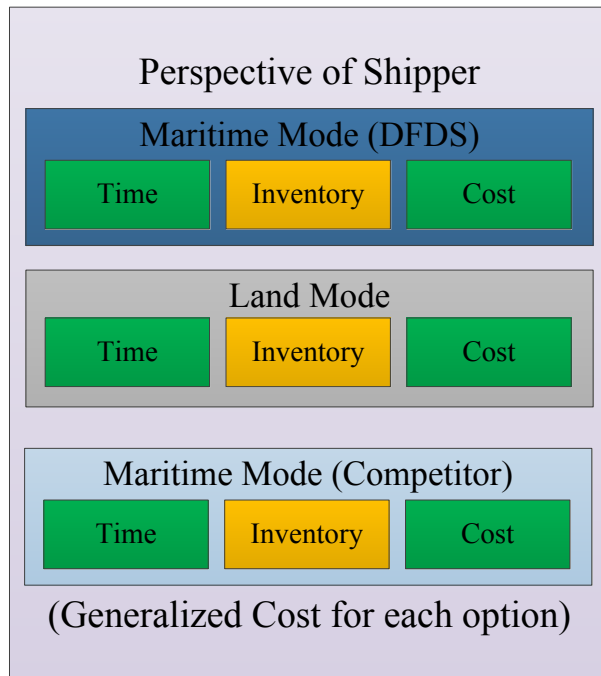 Perspective of Shipper
Maritime Mode (DFDS)
Time Inventory Cost
Land Mode
Time Inventory Cost
Maritime Mode (Competitor)
Time Inventory Cost
(Generalized Cost for each option)